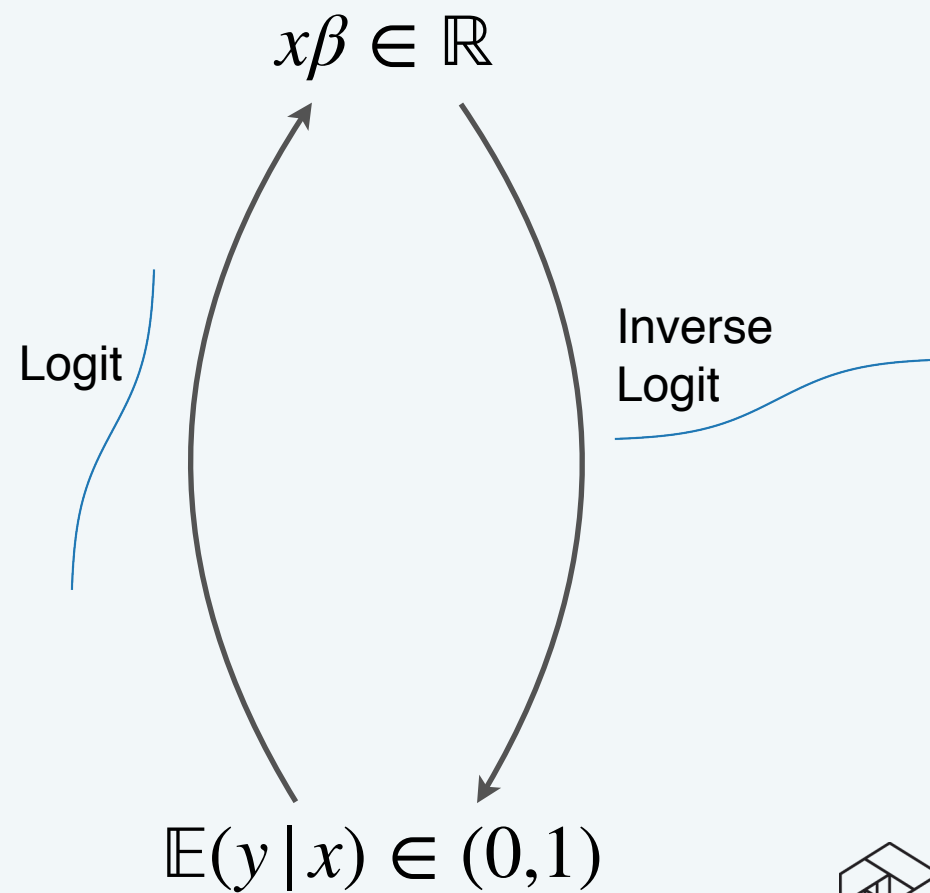 xβ ∈ ℝ
Logit
Inverse
Logit
𝔼(y | x) ∈ (0,1)